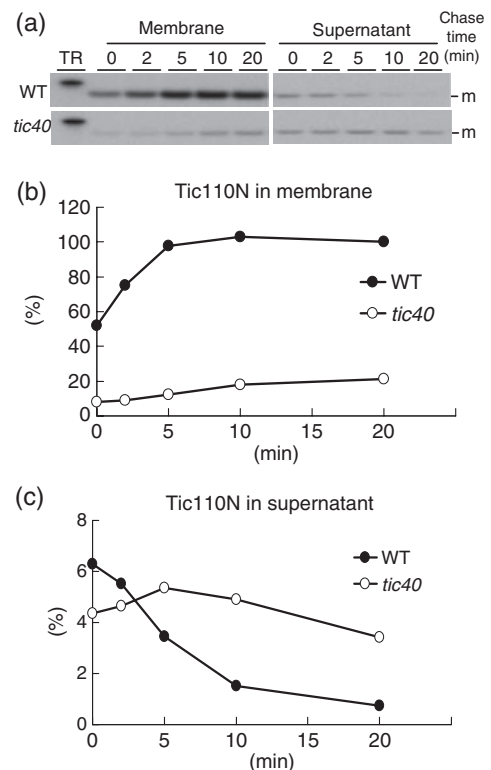 (a)
Membrane Supernatant Chase time (min)
TR 0 2 5 10 20 0 2 5 10 20
WT m
tic40 m
(b)
Tic110N in membrane
120
100
80
60
40
20
0
(%)
WT
tic40
0 5 10 15 20
(min)
(c)
Tic110N in supernatant
8
6
4
2
0
(%)
WT
tic40
0 5 10 15 20
(min)